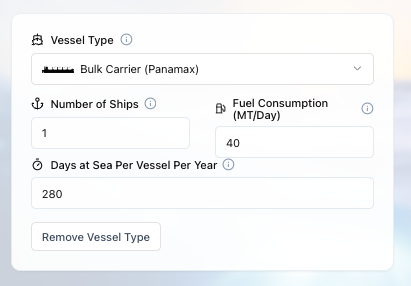 Vessel Type
Bulk Carrier (Panamax)
Number of Ships
1
Fuel Consumption
(MT/Day)
40
Days at Sea Per Vessel Per Year
280
Remove Vessel Type